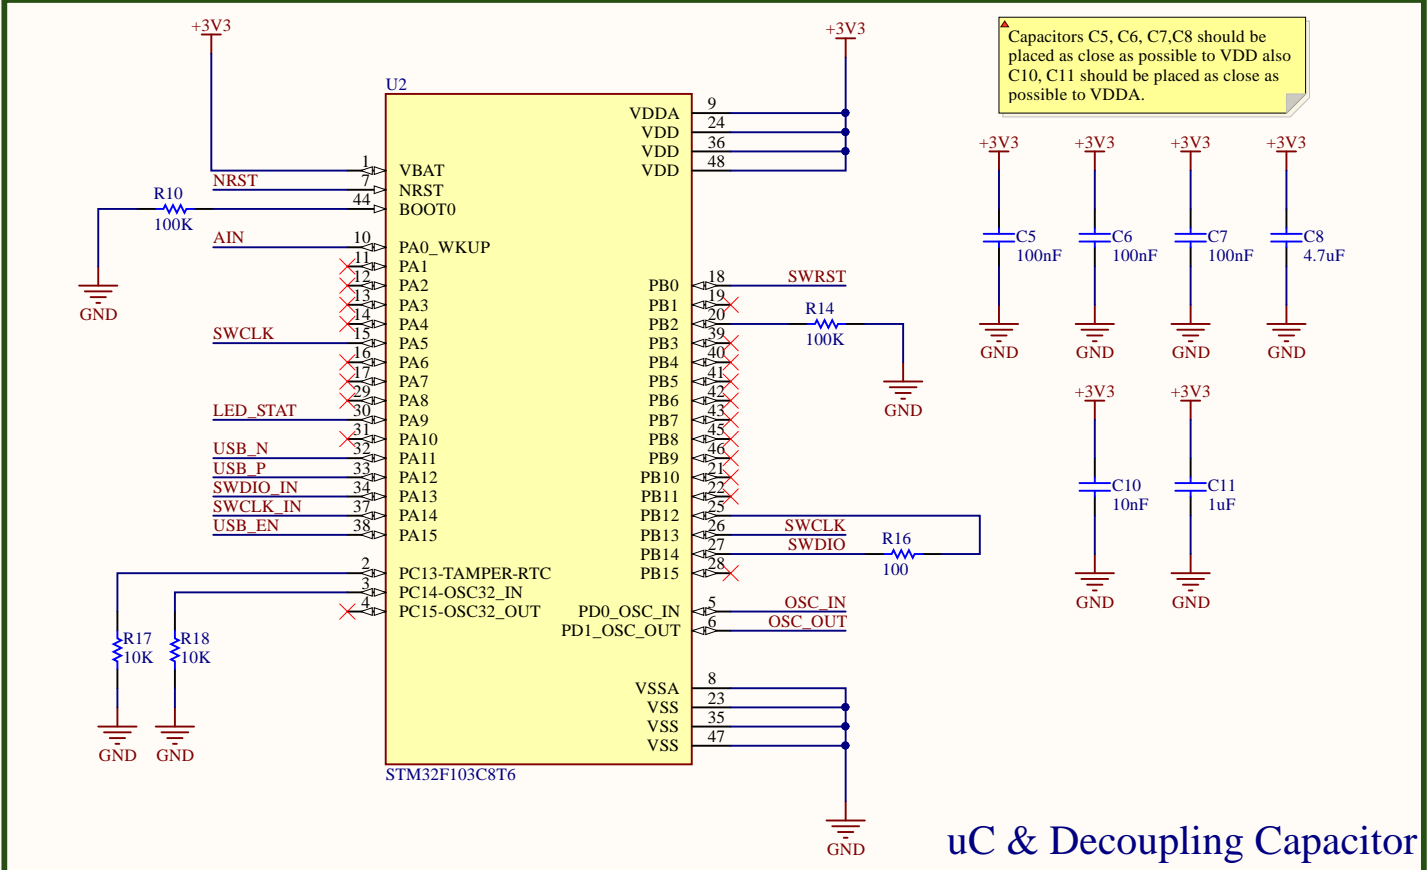 +3V3
U2
1 VBAT
NRST 7 NRST
R10
100K
44 BOOT0
GND
AIN 10 PA0_WKUP
11 PA1
12 PA2
13 PA3
14 PA4
SWCLK 15 PA5
16 PA6
17 PA7
29 PA8
LED_STAT 30 PA9
31 PA10
USB_N 32 PA11
USB_P 33 PA12
SWDIO_IN 34 PA13
SWCLK_IN 37 PA14
USB_EN 38 PA15
2 PC13-TAMPER-RTC
3 PC14-OSC32_IN
4 PC15-OSC32_OUT
R17
10K
R18
10K
GND
GND
STM32F103C8T6
+3V3
VDDA 9
VDD 24
VDD 36
VDD 48
PB0 18 SWRST
PB1 19
PB2 20
R14
100K
GND
PB3 39
PB4 40
PB5 41
PB6 42
PB7 43
PB8 45
PB9 46
PB10 21
PB11 22
PB12 25
PB13 26 SWCLK
PB14 27 SWDIO
R16
100
PB15 28
PD0_OSC_IN 5 OSC_IN
PD1_OSC_OUT 6 OSC_OUT
VSSA 8
VSS 23
VSS 35
VSS 47
GND
Capacitors C5, C6, C7,C8 should be
placed as close as possible to VDD also
C10, C11 should be placed as close as
possible to VDDA.
+3V3 +3V3 +3V3 +3V3
C5 C6 C7 C8
100nF 100nF 100nF 4.7uF
GND GND GND GND
+3V3 +3V3
C10 C11
10nF 1uF
GND GND
uC & Decoupling Capacitor